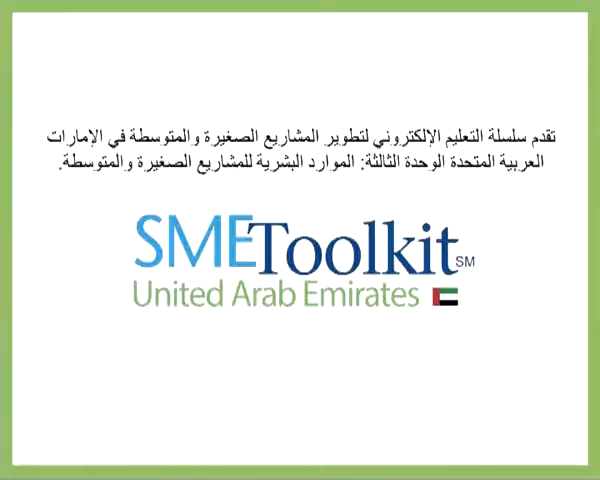 تقدم سلسلة التعليم الإلكتروني لتطوير المشاريع الصغيرة والمتوسطة في الإمارات
العربية المتحدة الوحدة الثالثة: الموارد البشرية للمشاريع الصغيرة والمتوسطة.
SMEToolkit SM
United Arab Emirates